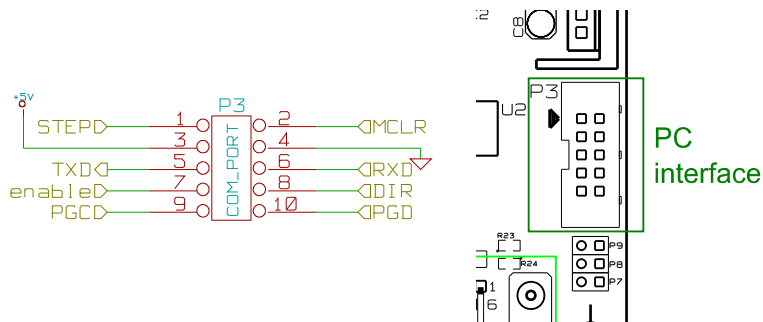 +5V
P3
STEP 1 2 MCLR
3 4
TXD 5 6 RXD
enable 7 8 DIR
PGC 9 10 PGD
COM_PORT
C8
P3
U2
PC
interface
R23
R24
P9
P8
P7
1
6